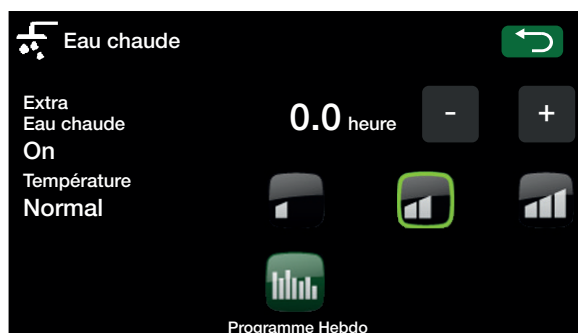 Eau chaude
Extra
Eau chaude
0.0 heure - +
On
Température
Normal
Programme Hebdo